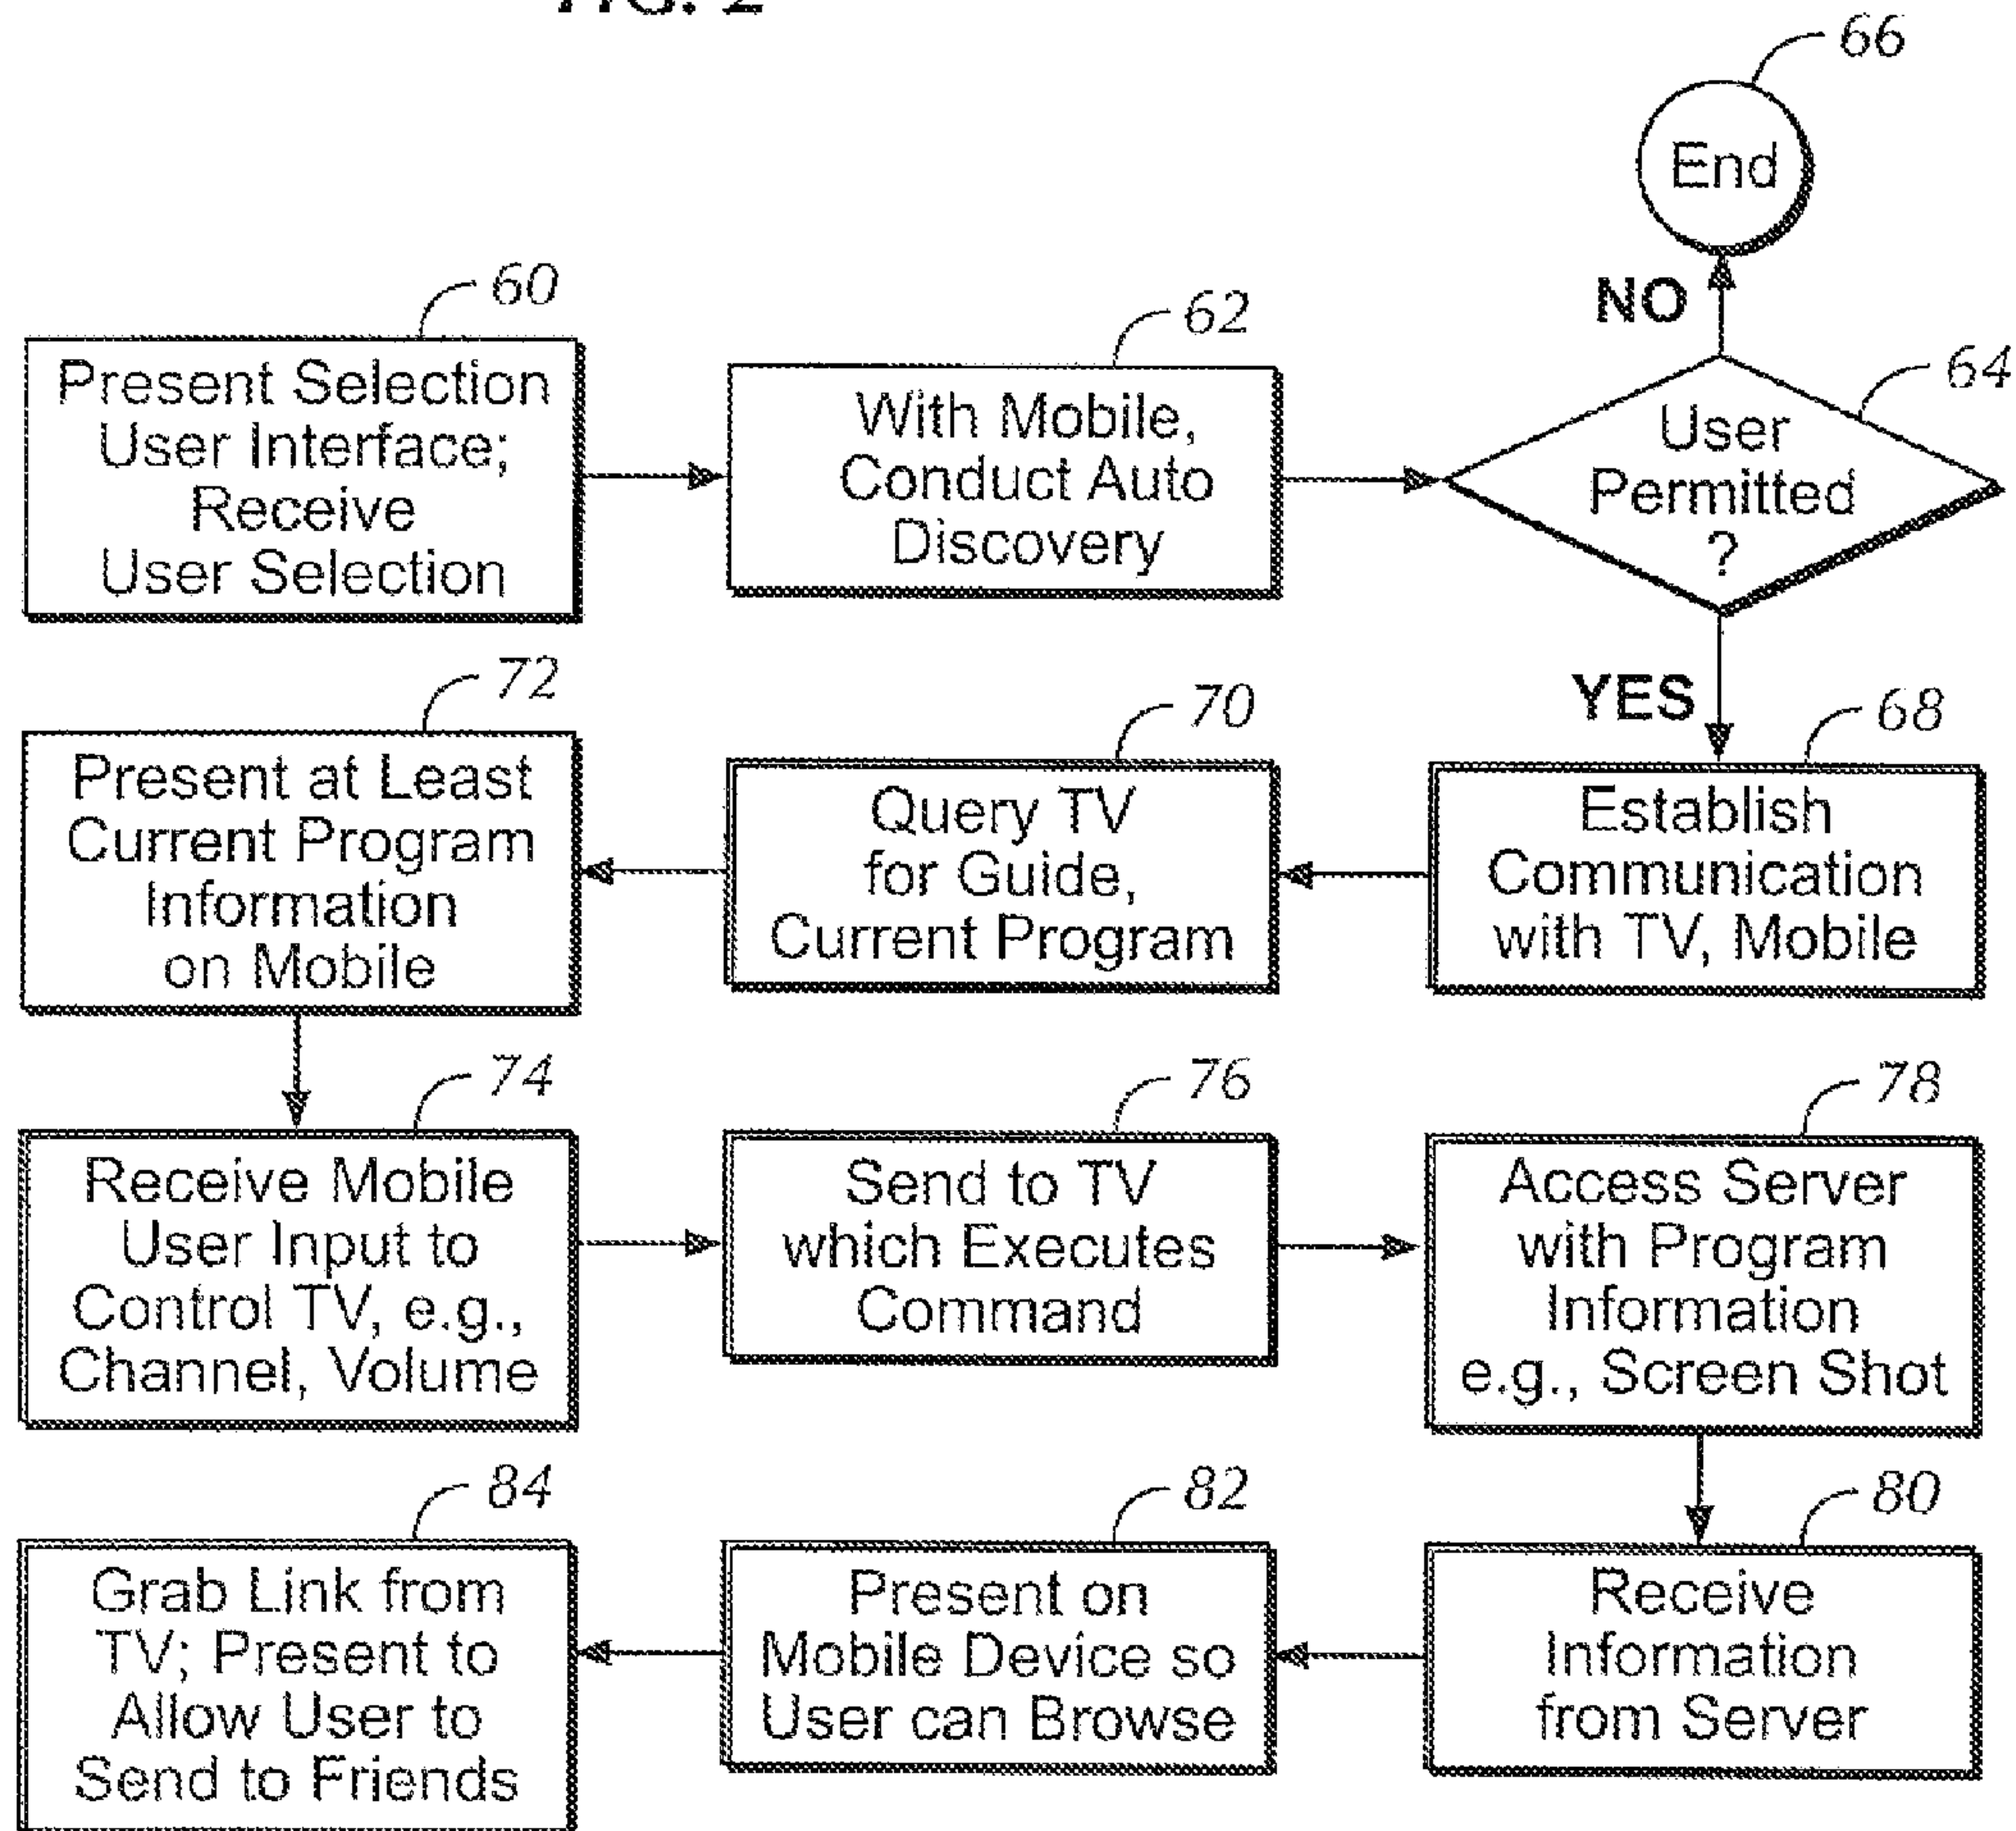 FIG. 2
66
End
NO
60
Present Selection
User Interface;
Receive
User Selection
62
With Mobile,
Conduct Auto
Discovery
64
User
Permitted
?
YES
72
Present at Least
Current Program
Information
on Mobile
70
Query TV
for Guide,
Current Program
68
Establish
Communication
with TV, Mobile
74
Receive Mobile
User Input to
Control TV, e.g.,
Channel, Volume
76
Send to TV
which Executes
Command
78
Access Server
with Program
Information
e.g., Screen Shot
84
Grab Link from
TV; Present to
Allow User to
Send to Friends
82
Present on
Mobile Device so
User can Browse
80
Receive
Information
from Server